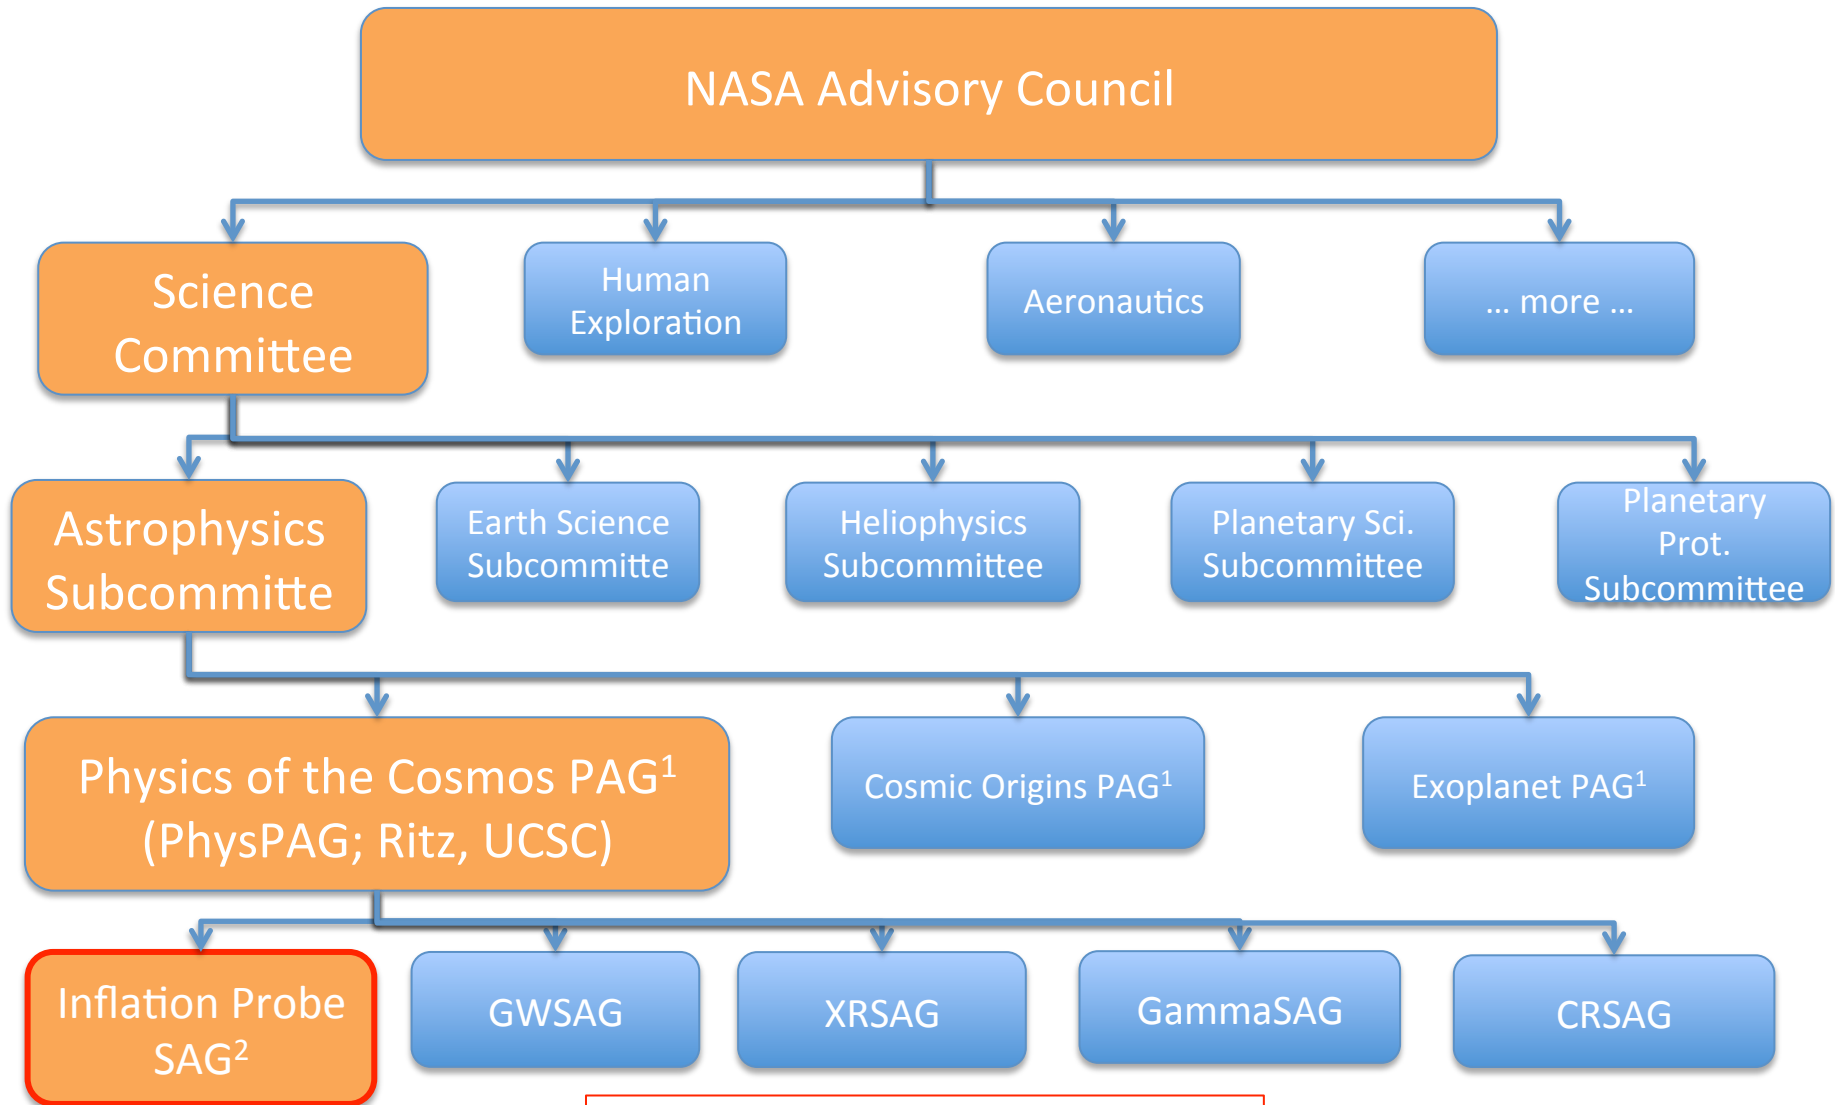 NASA Advisory Council
Science
Committee
Human
Exploration
Aeronautics
... more ...
Astrophysics
Subcommitte
Earth Science
Subcommitte
Heliophysics
Subcommittee
Planetary Sci.
Subcommittee
Planetary
Prot.
Subcommittee
Physics of the Cosmos PAG¹
(PhysPAG; Ritz, UCSC)
Cosmic Origins PAG¹
Exoplanet PAG¹
Inflation Probe
SAG²
GWSAG
XRSAG
GammaSAG
CRSAG